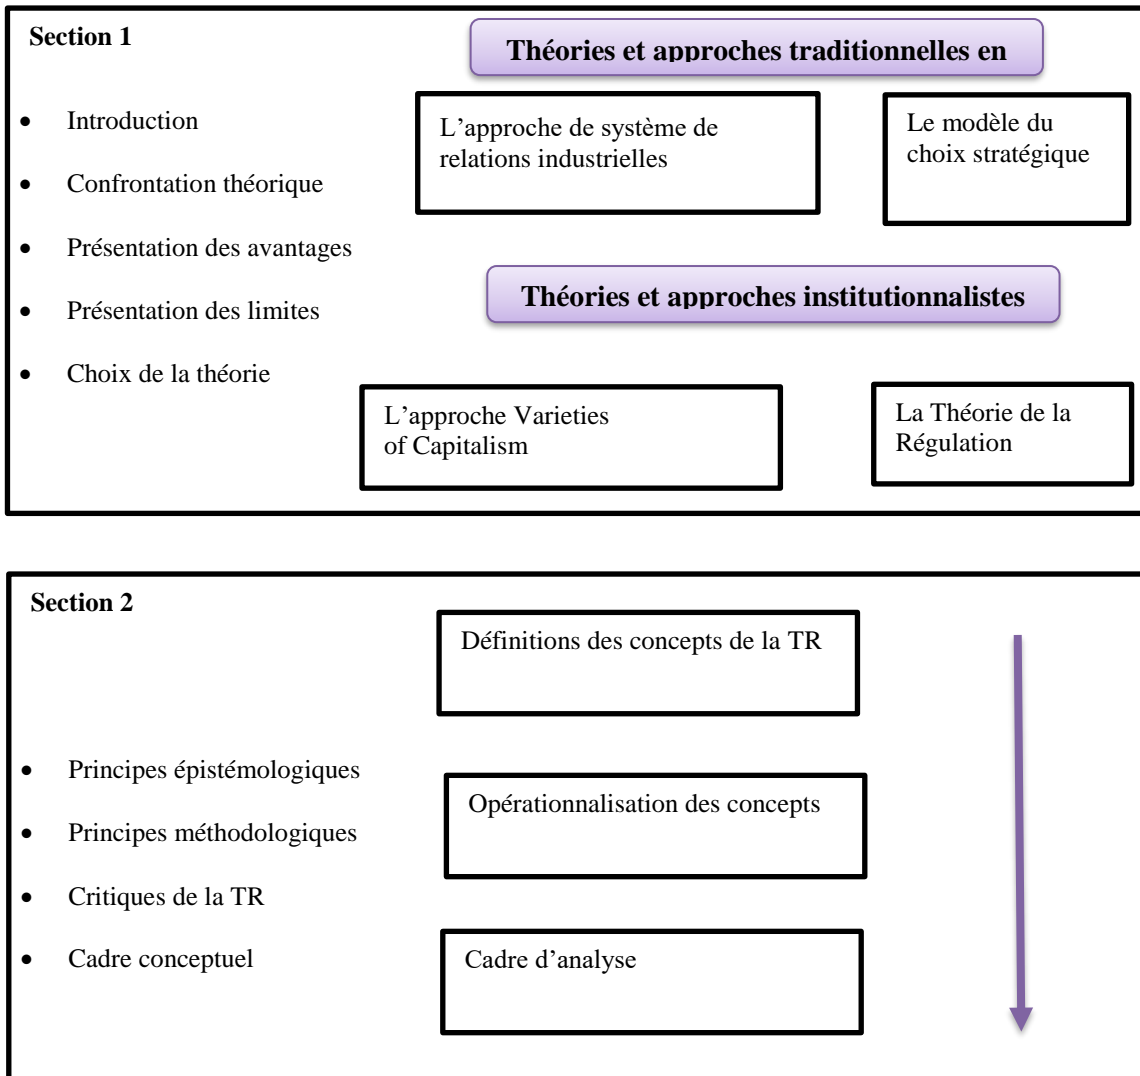 Section 1
Théories et approches traditionnelles en
• Introduction
• Confrontation théorique
• Présentation des avantages
• Présentation des limites
• Choix de la théorie
L’approche de système de
relations industrielles
Le modèle du
choix stratégique
Théories et approches institutionnalistes
L’approche Varieties
of Capitalism
La Théorie de la
Régulation
Section 2
Définitions des concepts de la TR
• Principes épistémologiques
• Principes méthodologiques
• Critiques de la TR
• Cadre conceptuel
Opérationnalisation des concepts
Cadre d’analyse